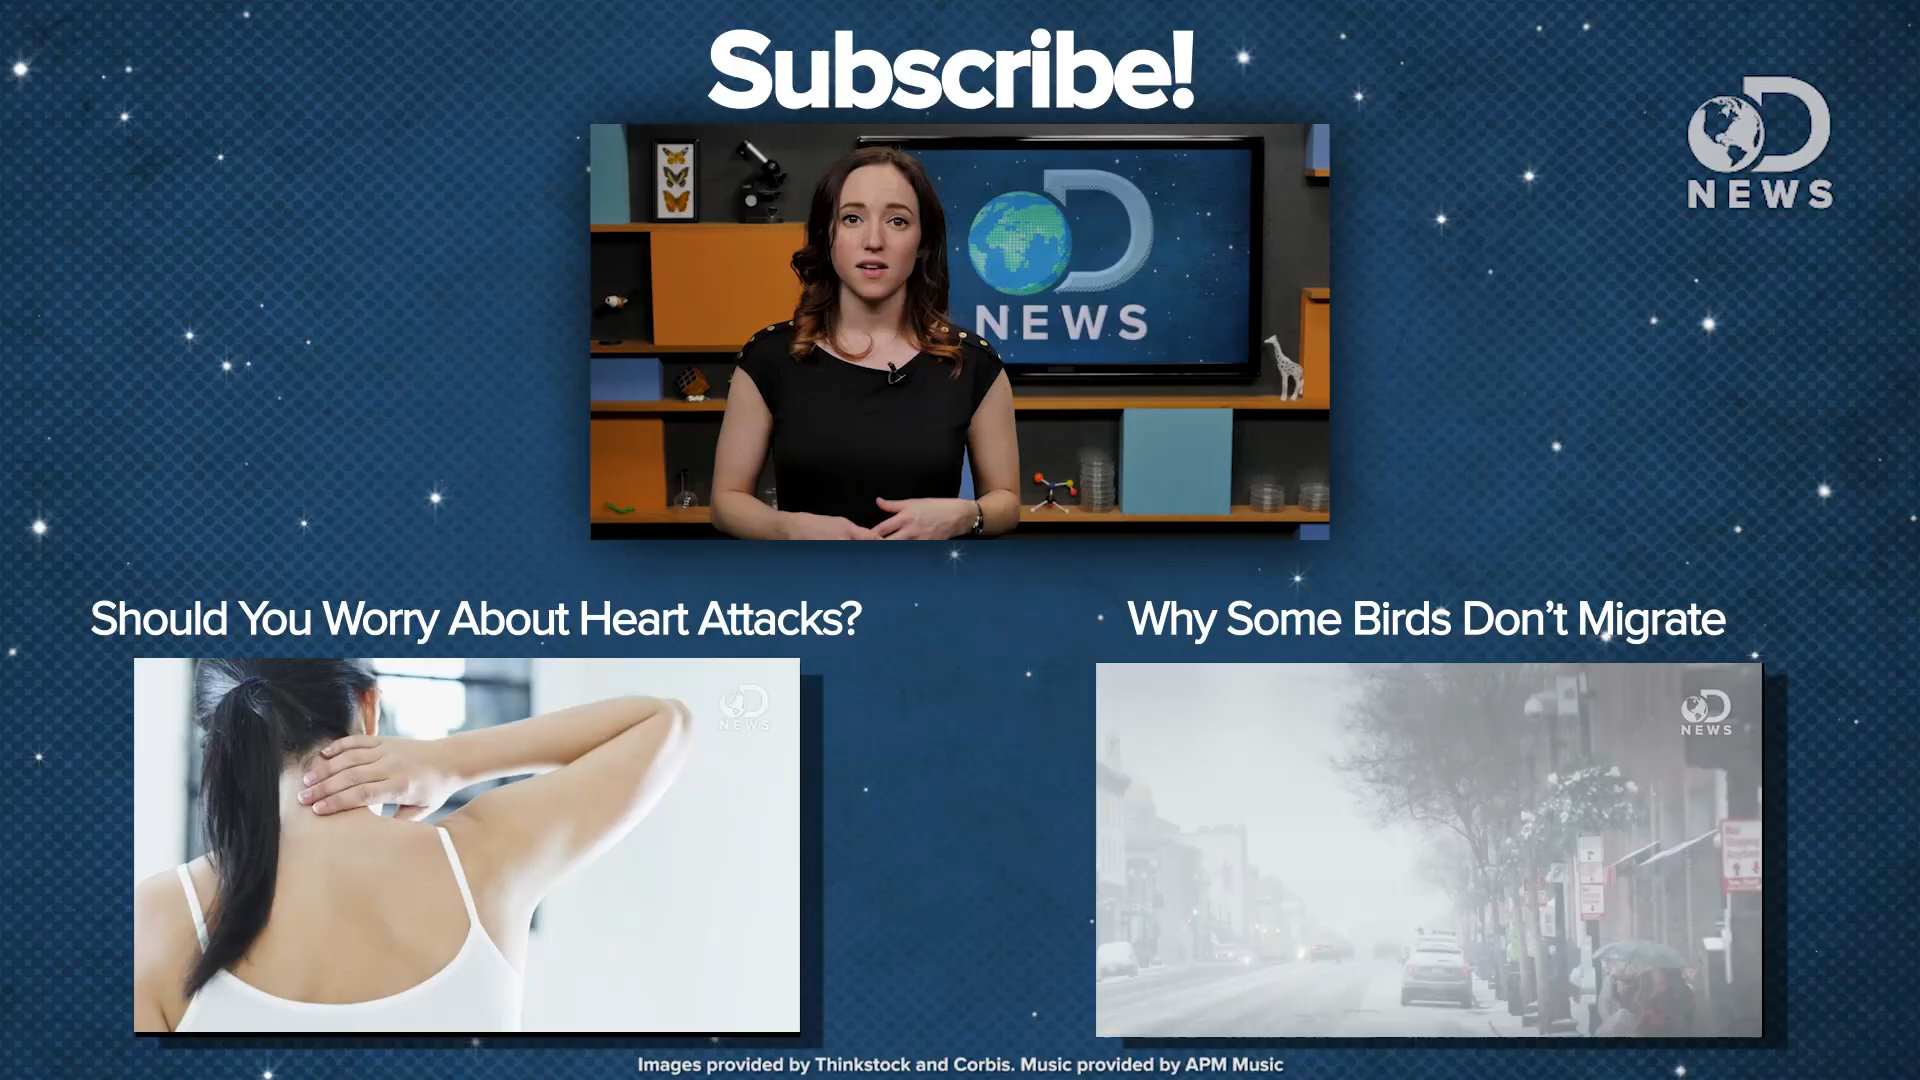 Subscribe!
D
NEWS
D
NEWS
Should You Worry About Heart Attacks?
Why Some Birds Don't Migrate
D
NEWS
D
NEWS
Images provided by Thinkstock and Corbis. Music provided by APM Music